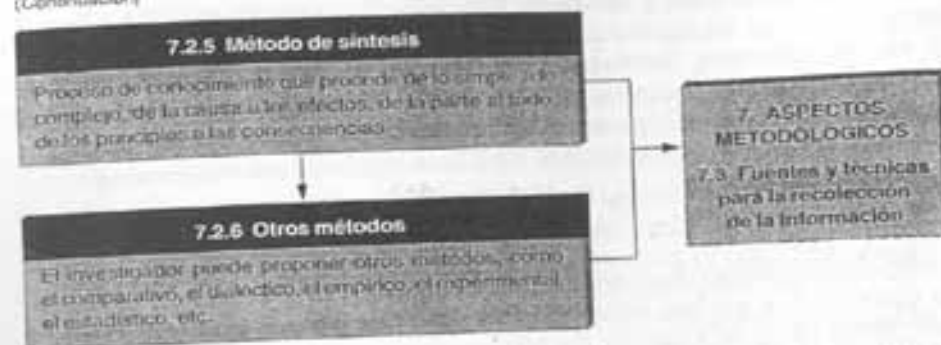 (Continuación)
7.2.5 Método de síntesis
Proceso de conocimiento que procede de lo simple a lo
complejo, de la causa a los efectos, de la parte al todo,
de los principios a las consecuencias.
7.2.6 Otros métodos
El investigador puede proponer otros métodos, como
el comparativo, el dialéctico, el empírico, el experimental,
el estadístico, etc.
7. ASPECTOS
METODOLÓGICOS
7.3 Fuentes y técnicas
para la recolección
de la información